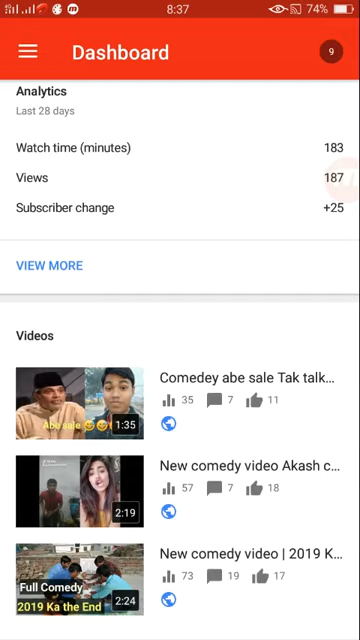 8:37
74%
Dashboard
9
Analytics
Last 28 days
Watch time (minutes) 183
Views 187
Subscriber change +25
VIEW MORE
Videos
Comedey abe sale Tak talk...
35 7 11
Abe sale
1:35
New comedy video Akash c...
57 7 18
2:19
New comedy video | 2019 K...
73 19 17
Full Comedy
2019 Ka the End
2:24